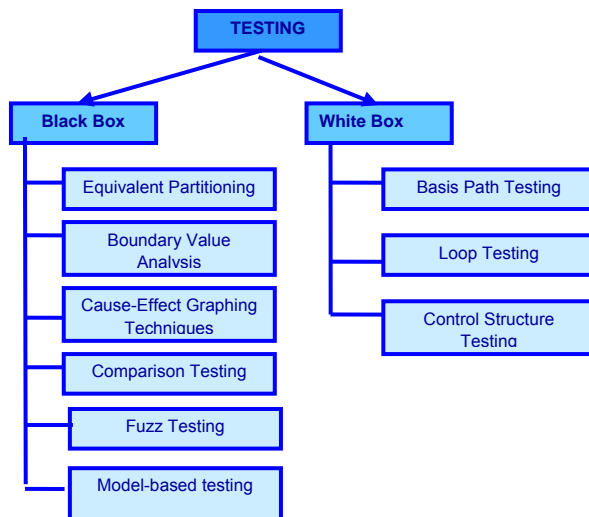 TESTING
Black Box
White Box
Equivalent Partitioning
Boundary Value
Analysis
Cause-Effect Graphing
Techniques
Comparison Testing
Fuzz Testing
Model-based testing
Basis Path Testing
Loop Testing
Control Structure
Testing